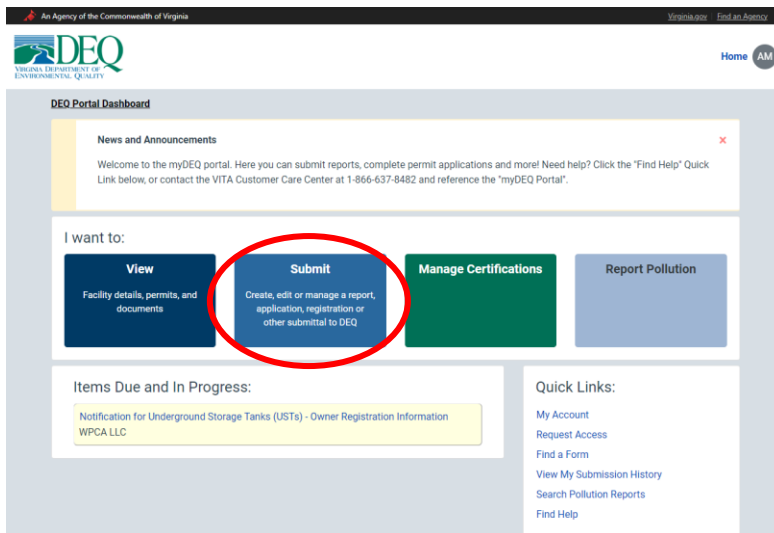 An Agency of the Commonwealth of Virginia
Virginia.gov Find an Agency
DEQ
VIRGINIA DEPARTMENT OF
ENVIRONMENTAL QUALITY
Home AM
DEQ Portal Dashboard
News and Announcements
Welcome to the myDEQ portal. Here you can submit reports, complete permit applications and more! Need help? Click the "Find Help" Quick
Link below, or contact the VITA Customer Care Center at 1-866-637-8482 and reference the "myDEQ Portal".
I want to:
View
Facility details, permits, and
documents
Submit
Create, edit or manage a report,
application, registration or
other submittal to DEQ
Manage Certifications
Report Pollution
Items Due and In Progress:
Notification for Underground Storage Tanks (USTs) - Owner Registration Information
WPCA LLC
Quick Links:
My Account
Request Access
Find a Form
View My Submission History
Search Pollution Reports
Find Help